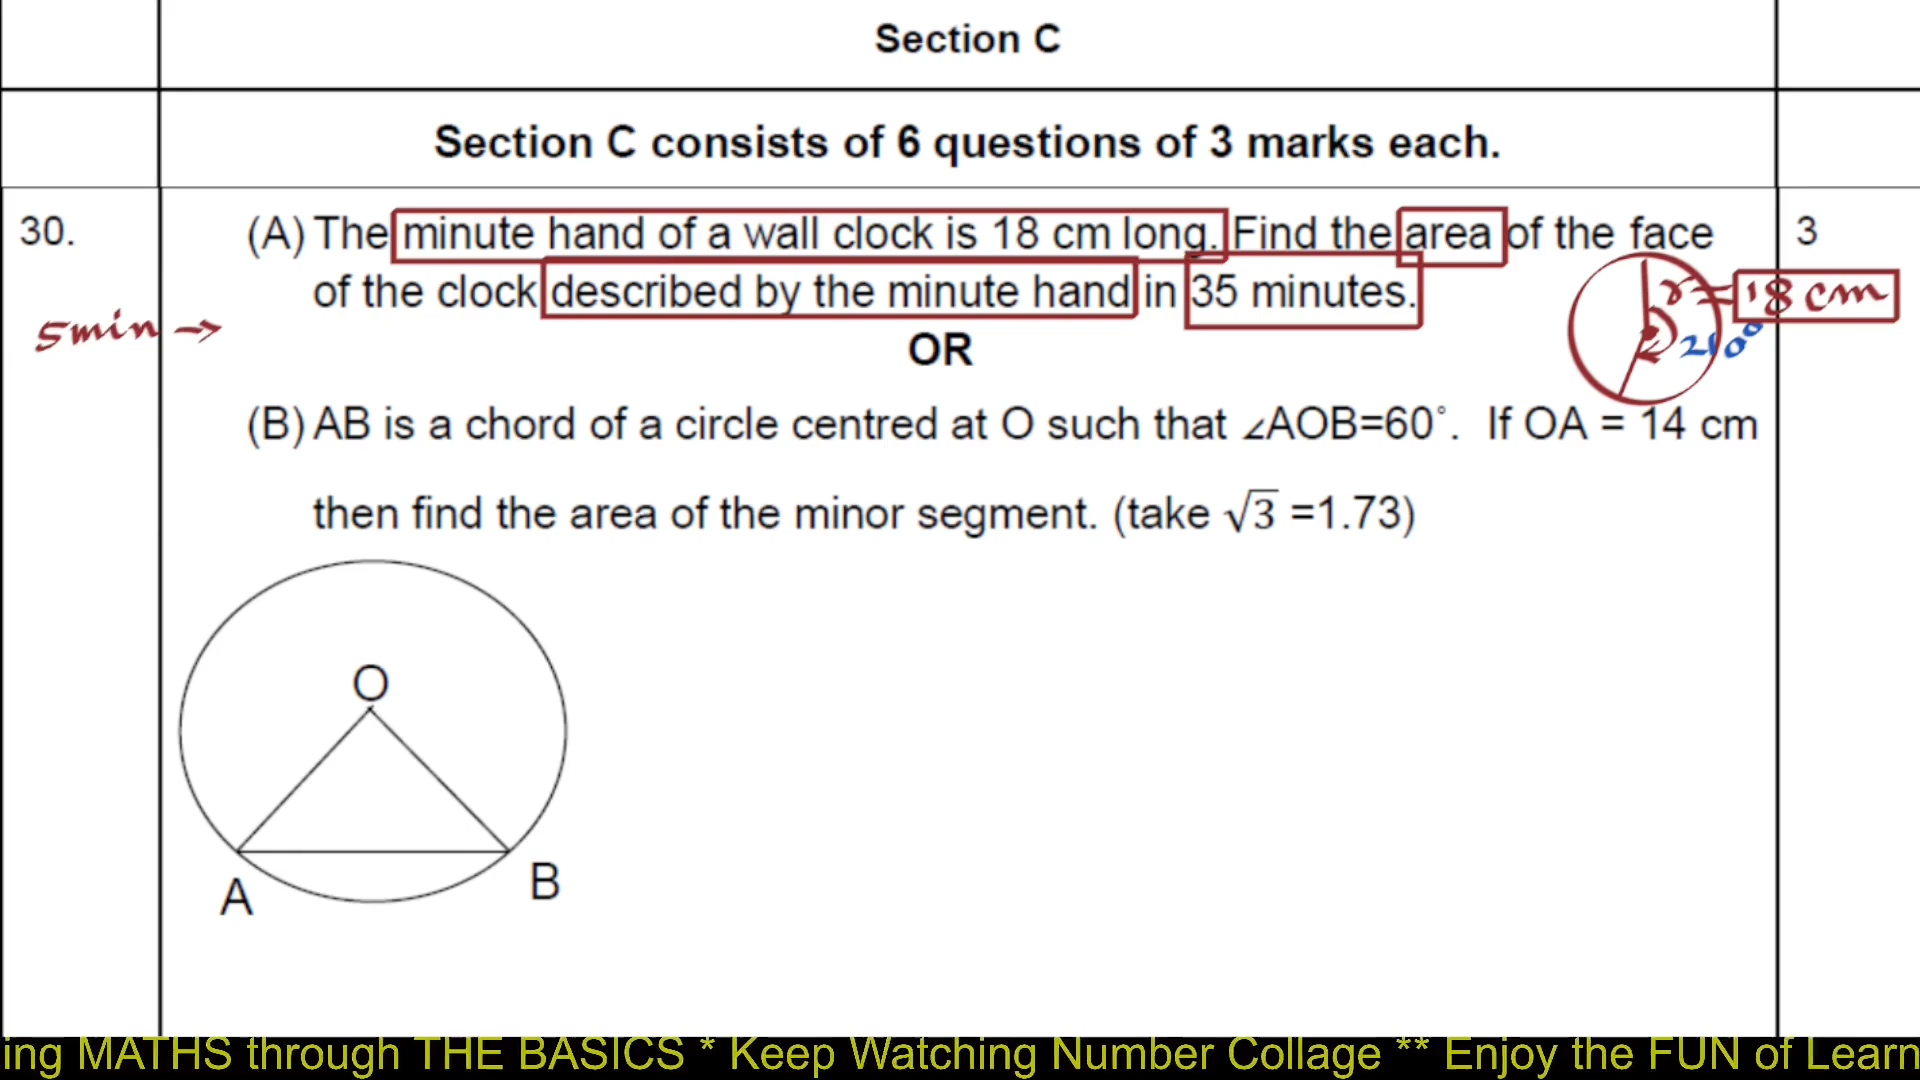 Section C
Section C consists of 6 questions of 3 marks each.
30. (A) The minute hand of a wall clock is 18 cm long. Find the area of the face 3
of the clock described by the minute hand in 35 minutes. r = 18 cm
5min → 210°
OR
(B) AB is a chord of a circle centred at O such that ∠AOB=60°. If OA = 14 cm
then find the area of the minor segment. (take √3 =1.73)
O
A B
ing MATHS through THE BASICS * Keep Watching Number Collage ** Enjoy the FUN of Learn